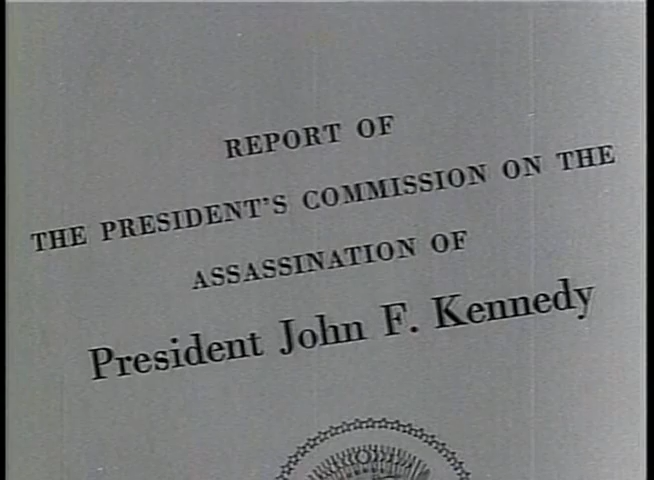 REPORT OF
THE PRESIDENT'S COMMISSION ON THE
ASSASSINATION OF
President John F. Kennedy